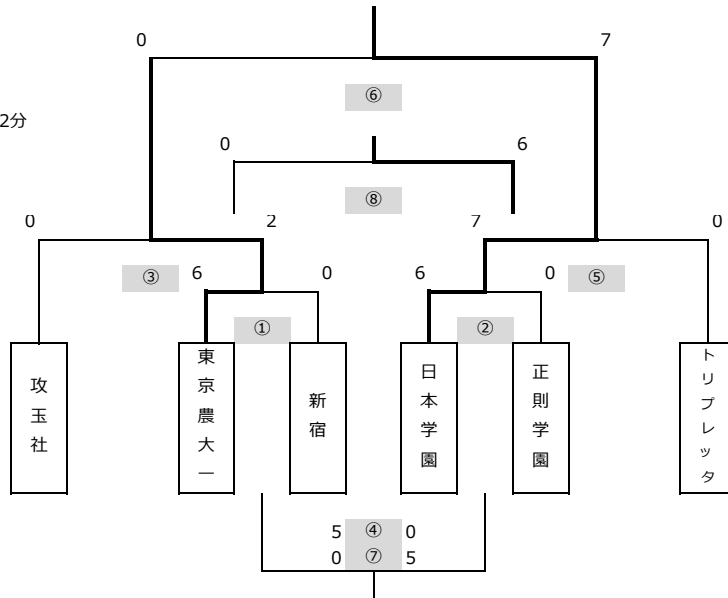 0 7
⑥
2分
0 6
⑧
0 2 7 0
③ 6 0 6 0 ⑤
① ②
攻玉社
東京農大一
新宿
日本学園
正則学園
トリプレッタ
5 ④ 0
0 ⑦ 5